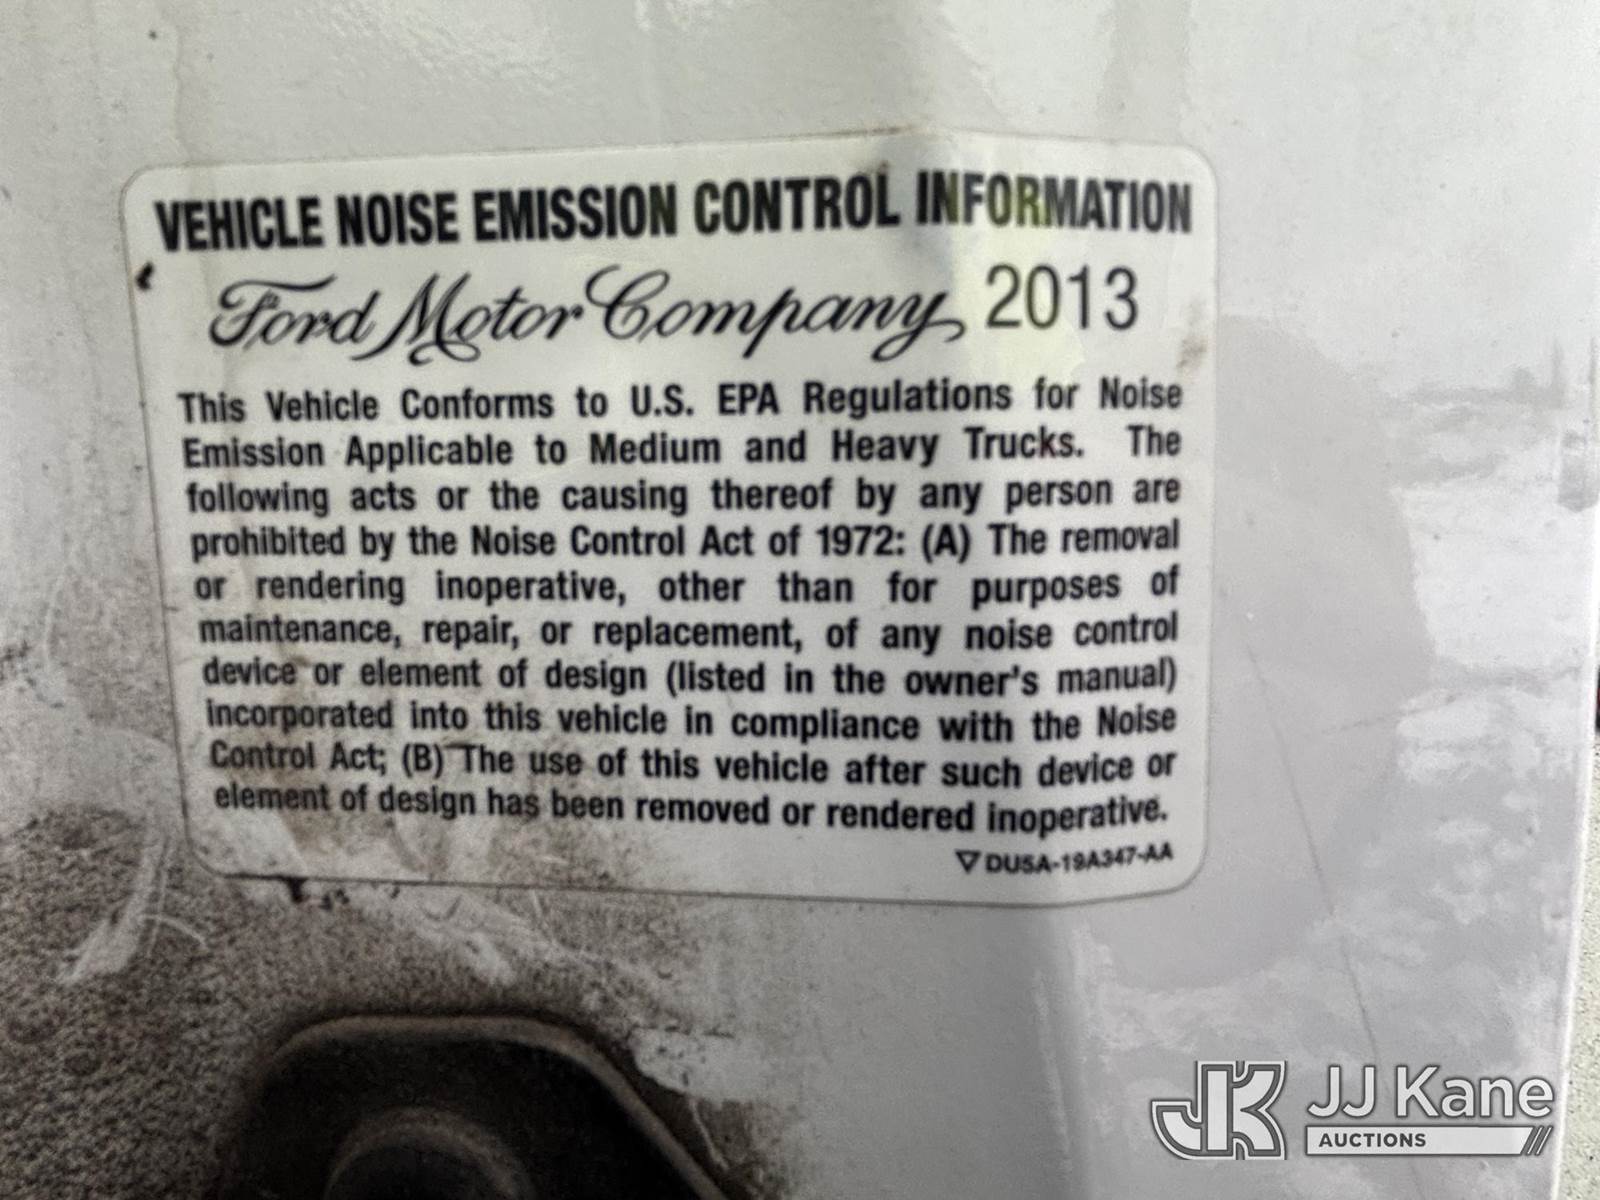 VEHICLE NOISE EMISSION CONTROL INFORMATION
Ford Motor Company 2013
This Vehicle Conforms to U.S. EPA Regulations for Noise
Emission Applicable to Medium and Heavy Trucks. The
following acts or the causing thereof by any person are
prohibited by the Noise Control Act of 1972: (A) The removal
or rendering inoperative, other than for purposes of
maintenance, repair, or replacement, of any noise control
device or element of design (listed in the owner's manual)
incorporated into this vehicle in compliance with the Noise
Control Act; (B) The use of this vehicle after such device or
element of design has been removed or rendered inoperative.
DU5A-19A347-AA
JK JJ Kane
AUCTIONS